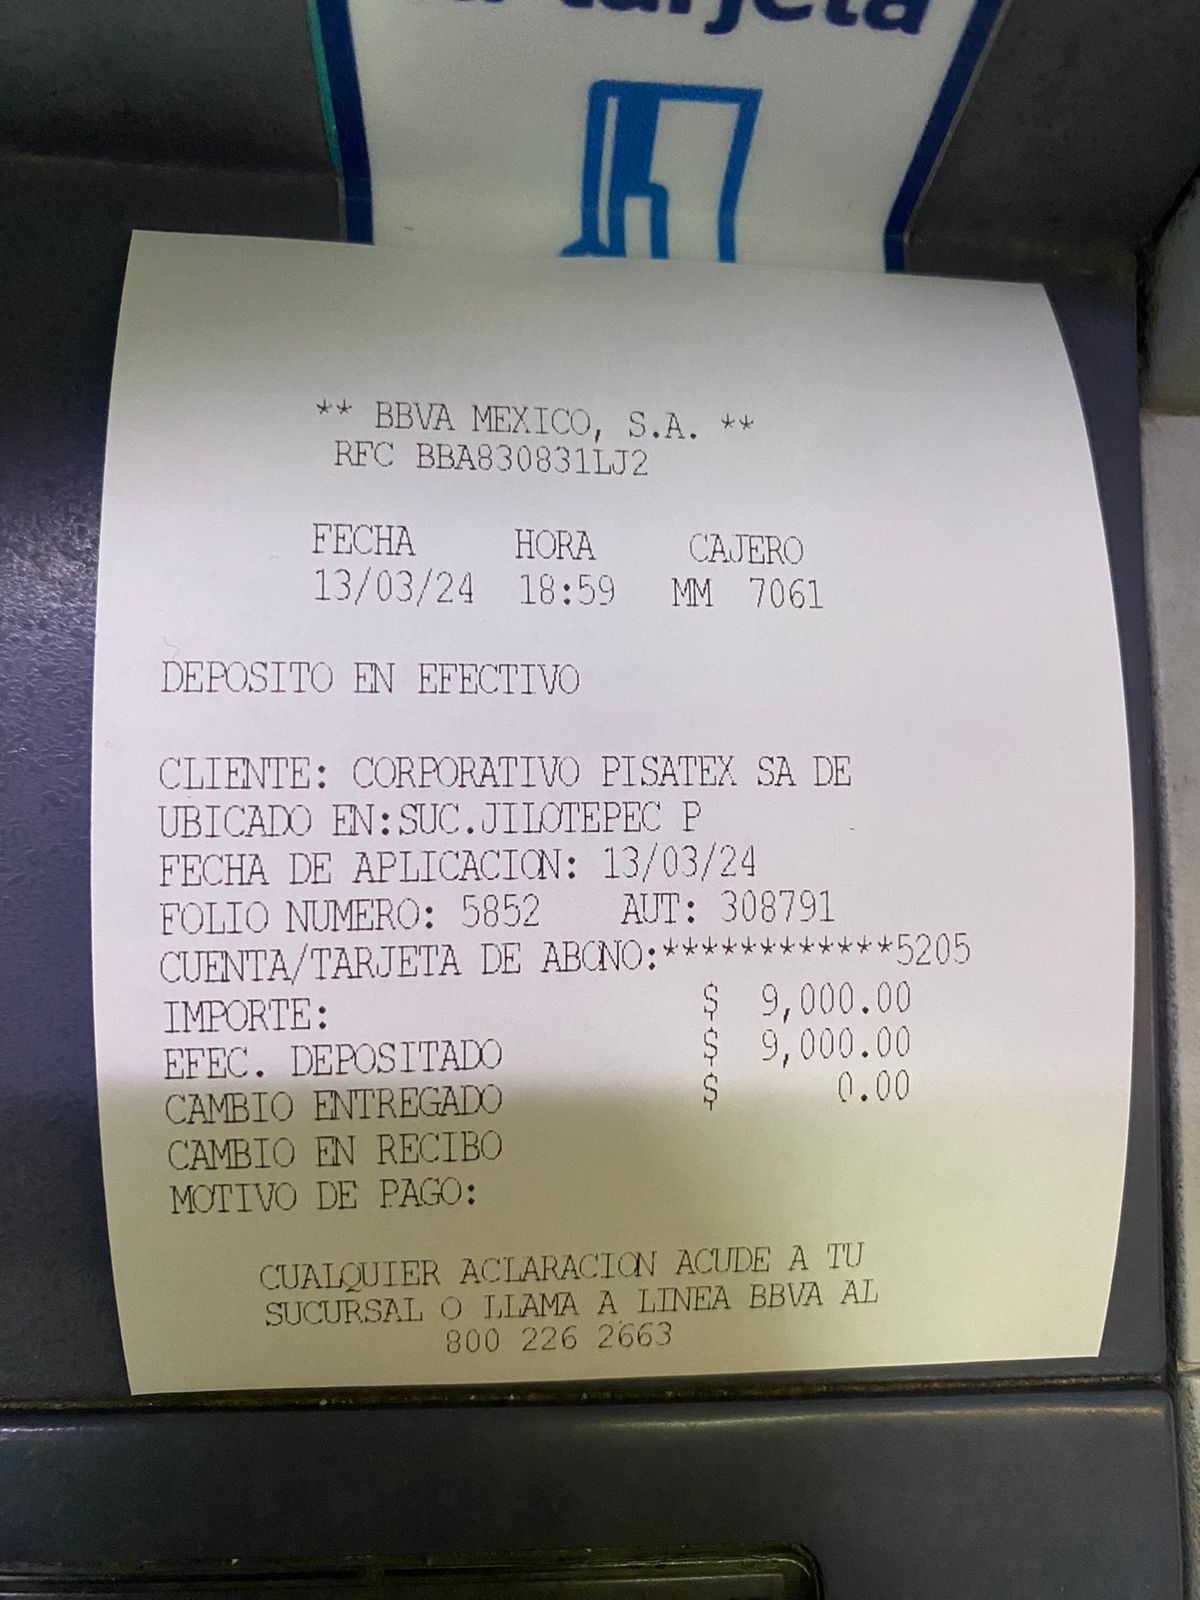 tarjeta
** BBVA MEXICO, S.A. **
RFC BBA830831LJ2
FECHA HORA CAJERO
13/03/24 18:59 MM 7061
DEPOSITO EN EFECTIVO
CLIENTE: CORPORATIVO PISATEX SA DE
UBICADO EN:SUC.JILOTEPEC P
FECHA DE APLICACION: 13/03/24
FOLIO NUMERO: 5852 AUT: 308791
CUENTA/TARJETA DE ABONO:************5205
IMPORTE: $ 9,000.00
EFEC. DEPOSITADO $ 9,000.00
CAMBIO ENTREGADO $ 0.00
CAMBIO EN RECIBO
MOTIVO DE PAGO:
CUALQUIER ACLARACION ACUDE A TU
SUCURSAL O LLAMA A LINEA BBVA AL
800 226 2663